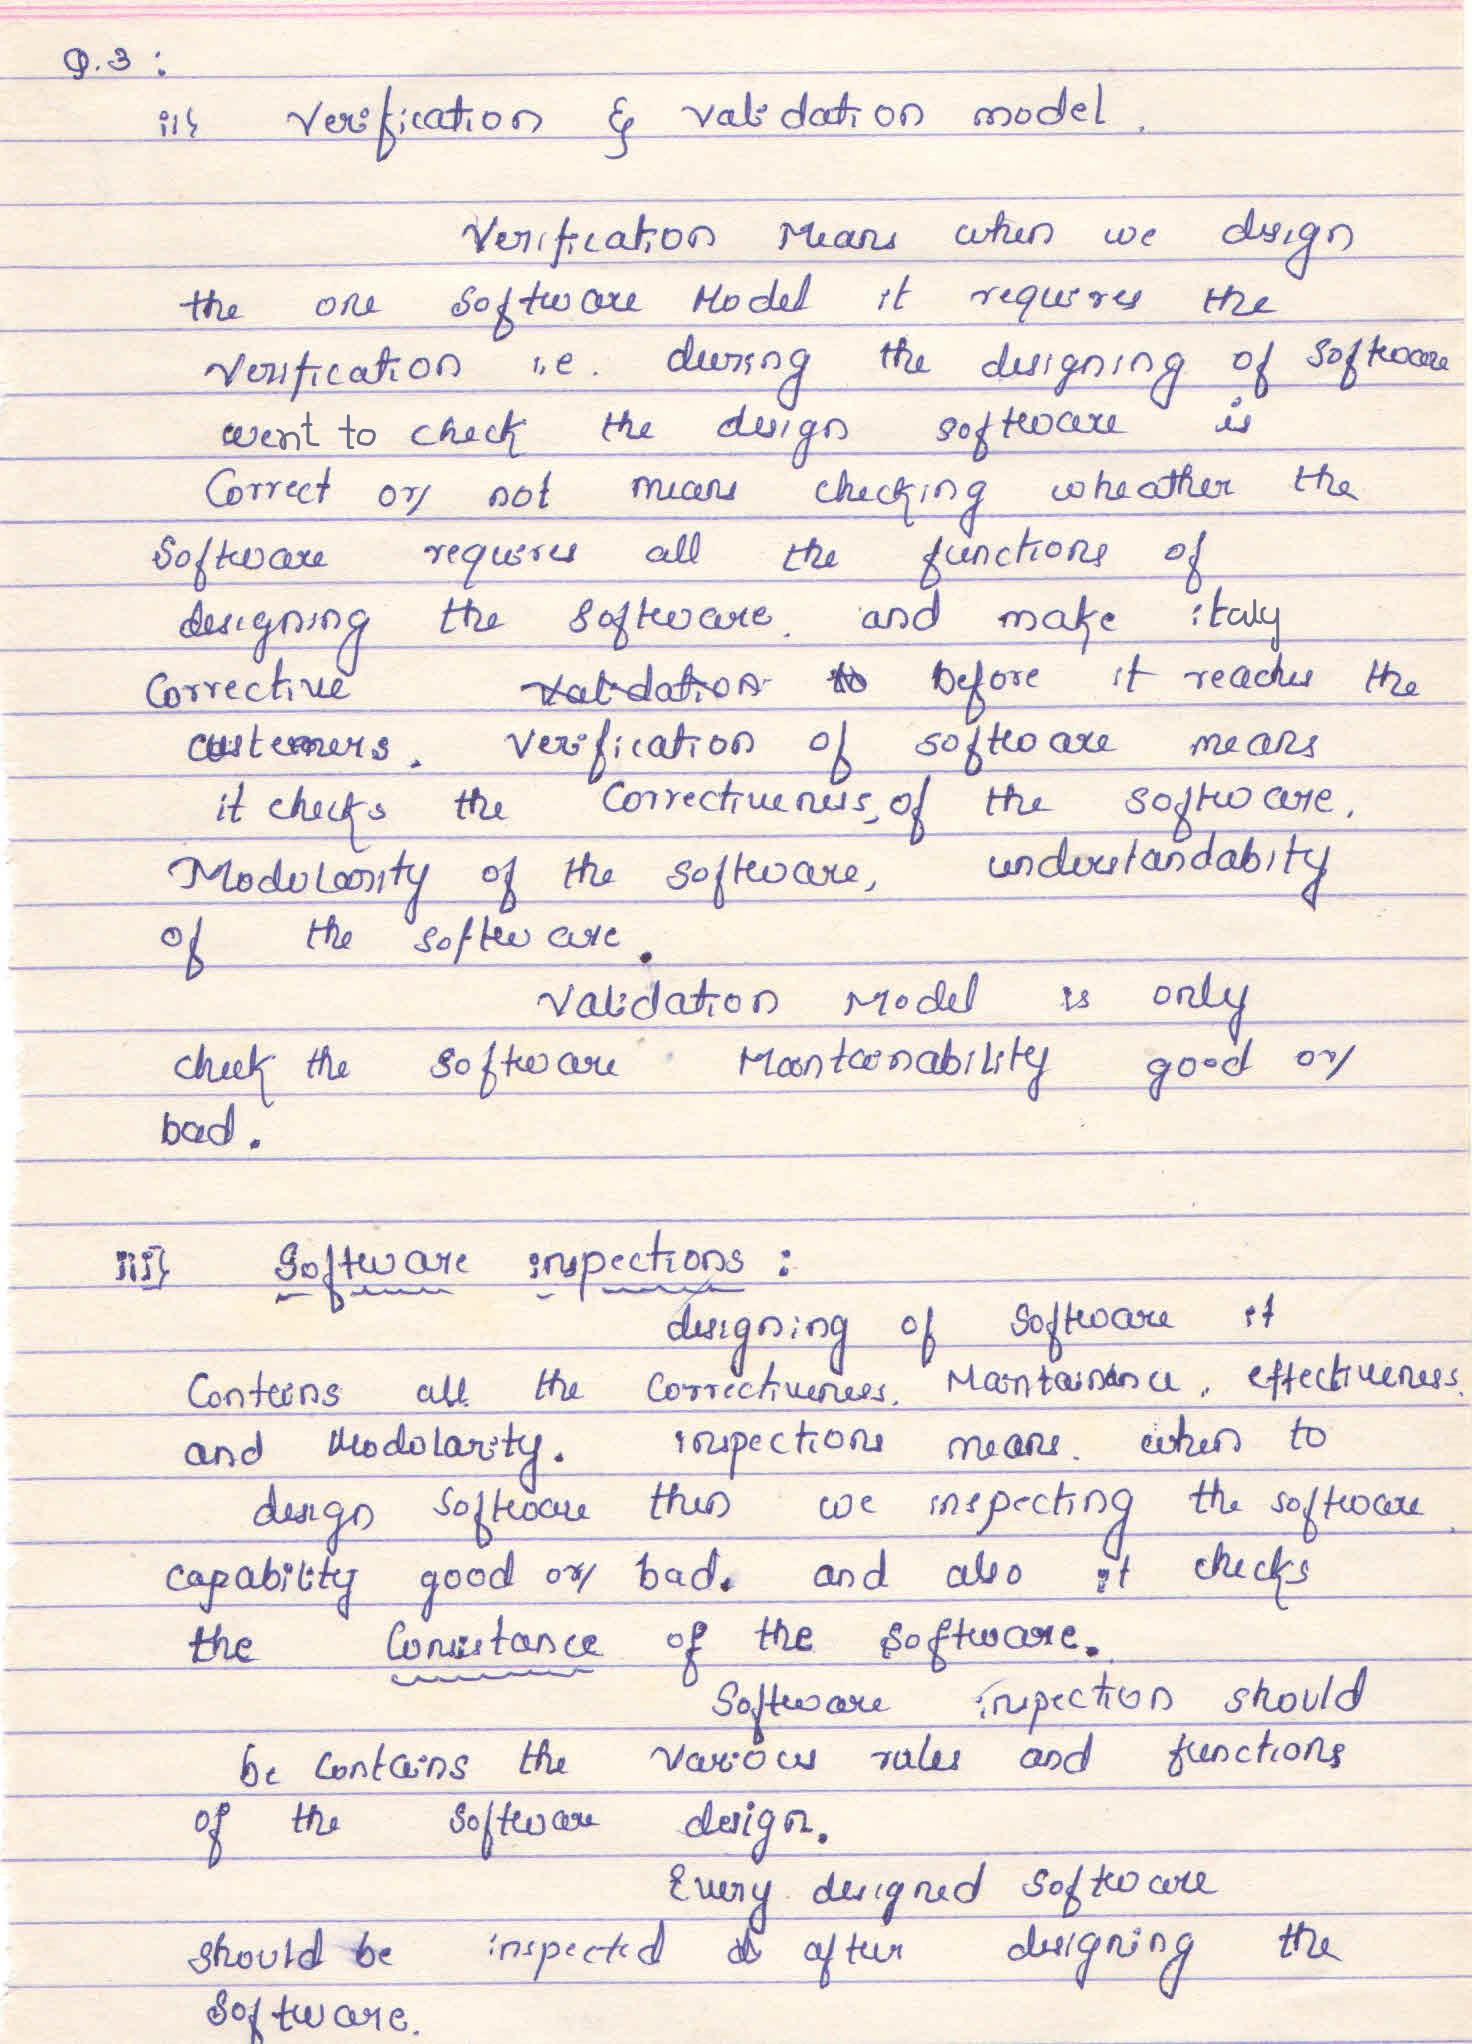 Q.3 :
ii} Verification & validation model.
Verification Means when we design
the one software Model it requires the
verification i.e. during the designing of software
went to check the design software is
Correct or not means checking wheather the
Software requires all the functions of
designing the software. and make italy
Corrective validation to before it reaches the
customers. Verification of software means
it checks the Correctiveness, of the software.
Modularity of the software, understandabity
of the software.
Validation Model is only
check the software Maintainability good or
bad.
iii} Software inspections :
designing of software it
Contains all the Correctiveness. Maintainance, effectiveness.
and Modularity. inspections means. when to
design software then we inspecting the software.
capability good or bad. and also it checks
the Consistance of the software.
Software inspection should
be contains the various rules and functions
of the software design.
Every designed software
should be inspected after designing the
software.